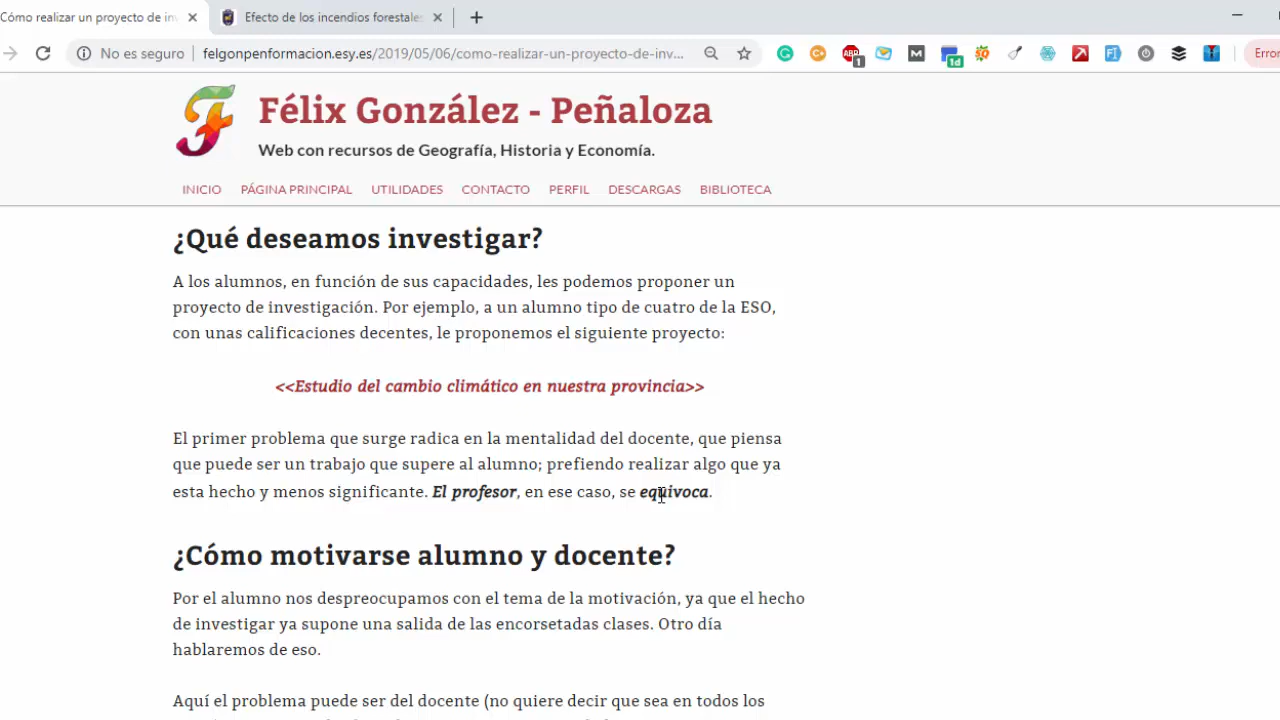 Cómo realizar un proyecto de in
Efecto de los incendios forestale
No es seguro
felgonpenformacion.esy.es/2019/05/06/como-realizar-un-proyecto-de-inv...
Error
Félix González - Peñaloza
Web con recursos de Geografía, Historia y Economía.
INICIO PÁGINA PRINCIPAL UTILIDADES CONTACTO PERFIL DESCARGAS BIBLIOTECA
¿Qué deseamos investigar?
A los alumnos, en función de sus capacidades, les podemos proponer un
proyecto de investigación. Por ejemplo, a un alumno tipo de cuatro de la ESO,
con unas calificaciones decentes, le proponemos el siguiente proyecto:
<<Estudio del cambio climático en nuestra provincia>>
El primer problema que surge radica en la mentalidad del docente, que piensa
que puede ser un trabajo que supere al alumno; prefiendo realizar algo que ya
esta hecho y menos significante. El profesor, en ese caso, se equivoca.
¿Cómo motivarse alumno y docente?
Por el alumno nos despreocupamos con el tema de la motivación, ya que el hecho
de investigar ya supone una salida de las encorsetadas clases. Otro día
hablaremos de eso.
Aquí el problema puede ser del docente (no quiere decir que sea en todos los